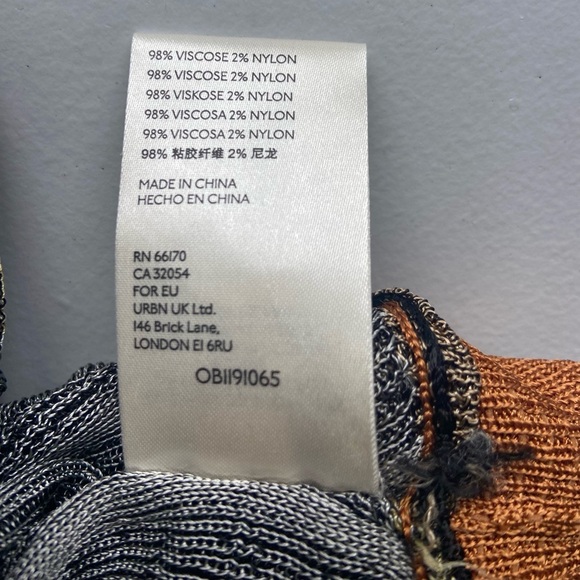 98% VISCOSE 2% NYLON
98% VISCOSE 2% NYLON
98% VISKOSE 2% NYLON
98% VISCOSA 2% NYLON
98% VISCOSA 2% NYLON
98% 粘胶纤维 2% 尼龙
MADE IN CHINA
HECHO EN CHINA
RN 66170
CA 32054
FOR EU
URBN UK Ltd.
146 Brick Lane,
LONDON E1 6RU
OB1191065